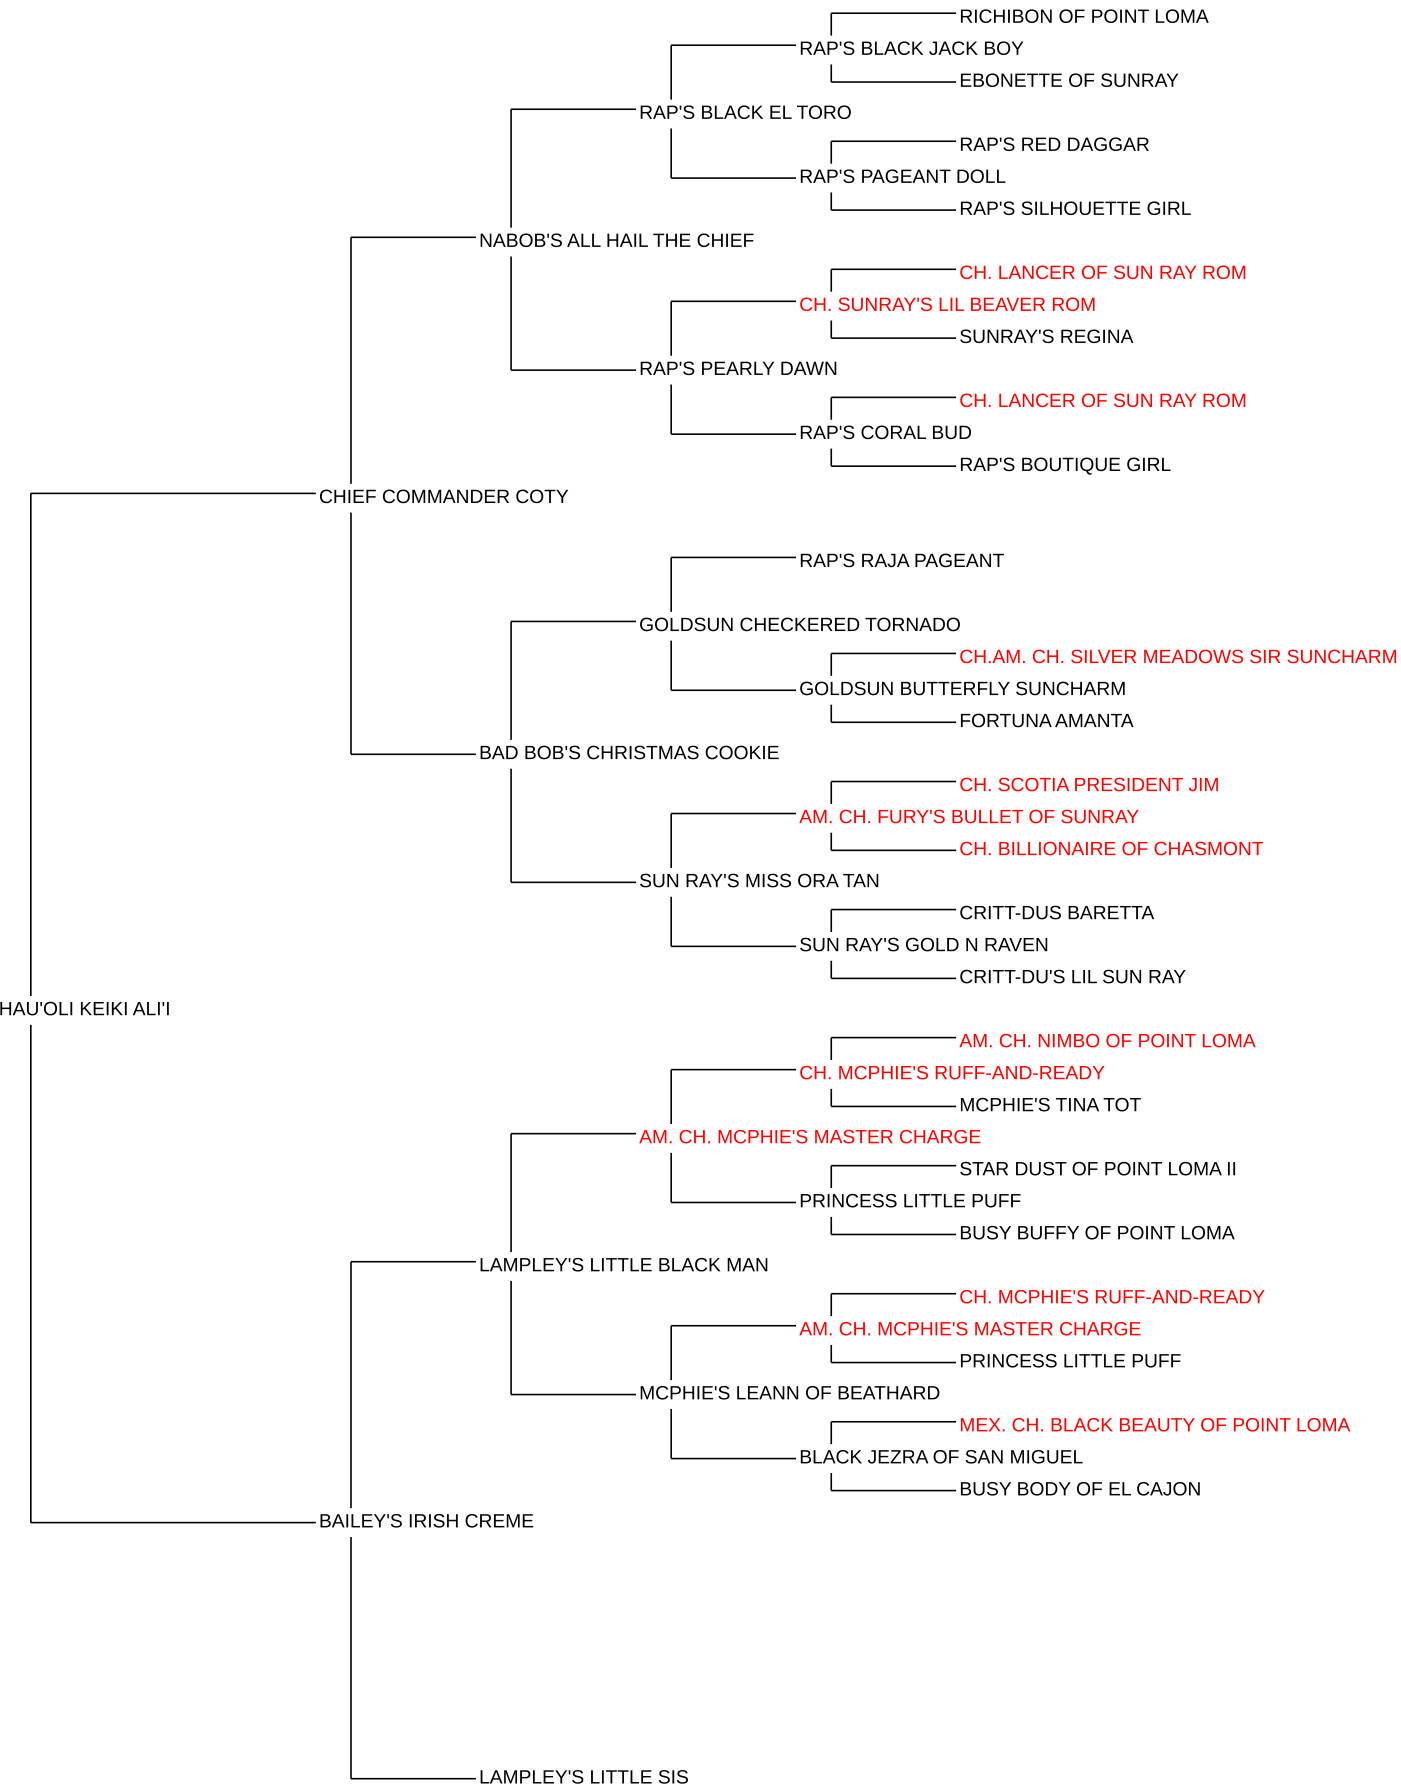 RICHIBON OF POINT LOMA
RAP'S BLACK JACK BOY
EBONETTE OF SUNRAY
RAP'S BLACK EL TORO
RAP'S RED DAGGAR
RAP'S PAGEANT DOLL
RAP'S SILHOUETTE GIRL
NABOB'S ALL HAIL THE CHIEF
CH. LANCER OF SUN RAY ROM
CH. SUNRAY'S LIL BEAVER ROM
SUNRAY'S REGINA
RAP'S PEARLY DAWN
CH. LANCER OF SUN RAY ROM
RAP'S CORAL BUD
RAP'S BOUTIQUE GIRL
CHIEF COMMANDER COTY
RAP'S RAJA PAGEANT
GOLDSUN CHECKERED TORNADO
CH.AM. CH. SILVER MEADOWS SIR SUNCHARM
GOLDSUN BUTTERFLY SUNCHARM
FORTUNA AMANTA
BAD BOB'S CHRISTMAS COOKIE
CH. SCOTIA PRESIDENT JIM
AM. CH. FURY'S BULLET OF SUNRAY
CH. BILLIONAIRE OF CHASMONT
SUN RAY'S MISS ORA TAN
CRITT-DUS BARETTA
SUN RAY'S GOLD N RAVEN
CRITT-DU'S LIL SUN RAY
HAU'OLI KEIKI ALI'I
AM. CH. NIMBO OF POINT LOMA
CH. MCPHIE'S RUFF-AND-READY
MCPHIE'S TINA TOT
AM. CH. MCPHIE'S MASTER CHARGE
STAR DUST OF POINT LOMA II
PRINCESS LITTLE PUFF
BUSY BUFFY OF POINT LOMA
LAMPLEY'S LITTLE BLACK MAN
CH. MCPHIE'S RUFF-AND-READY
AM. CH. MCPHIE'S MASTER CHARGE
PRINCESS LITTLE PUFF
MCPHIE'S LEANN OF BEATHARD
MEX. CH. BLACK BEAUTY OF POINT LOMA
BLACK JEZRA OF SAN MIGUEL
BUSY BODY OF EL CAJON
BAILEY'S IRISH CREME
LAMPLEY'S LITTLE SIS